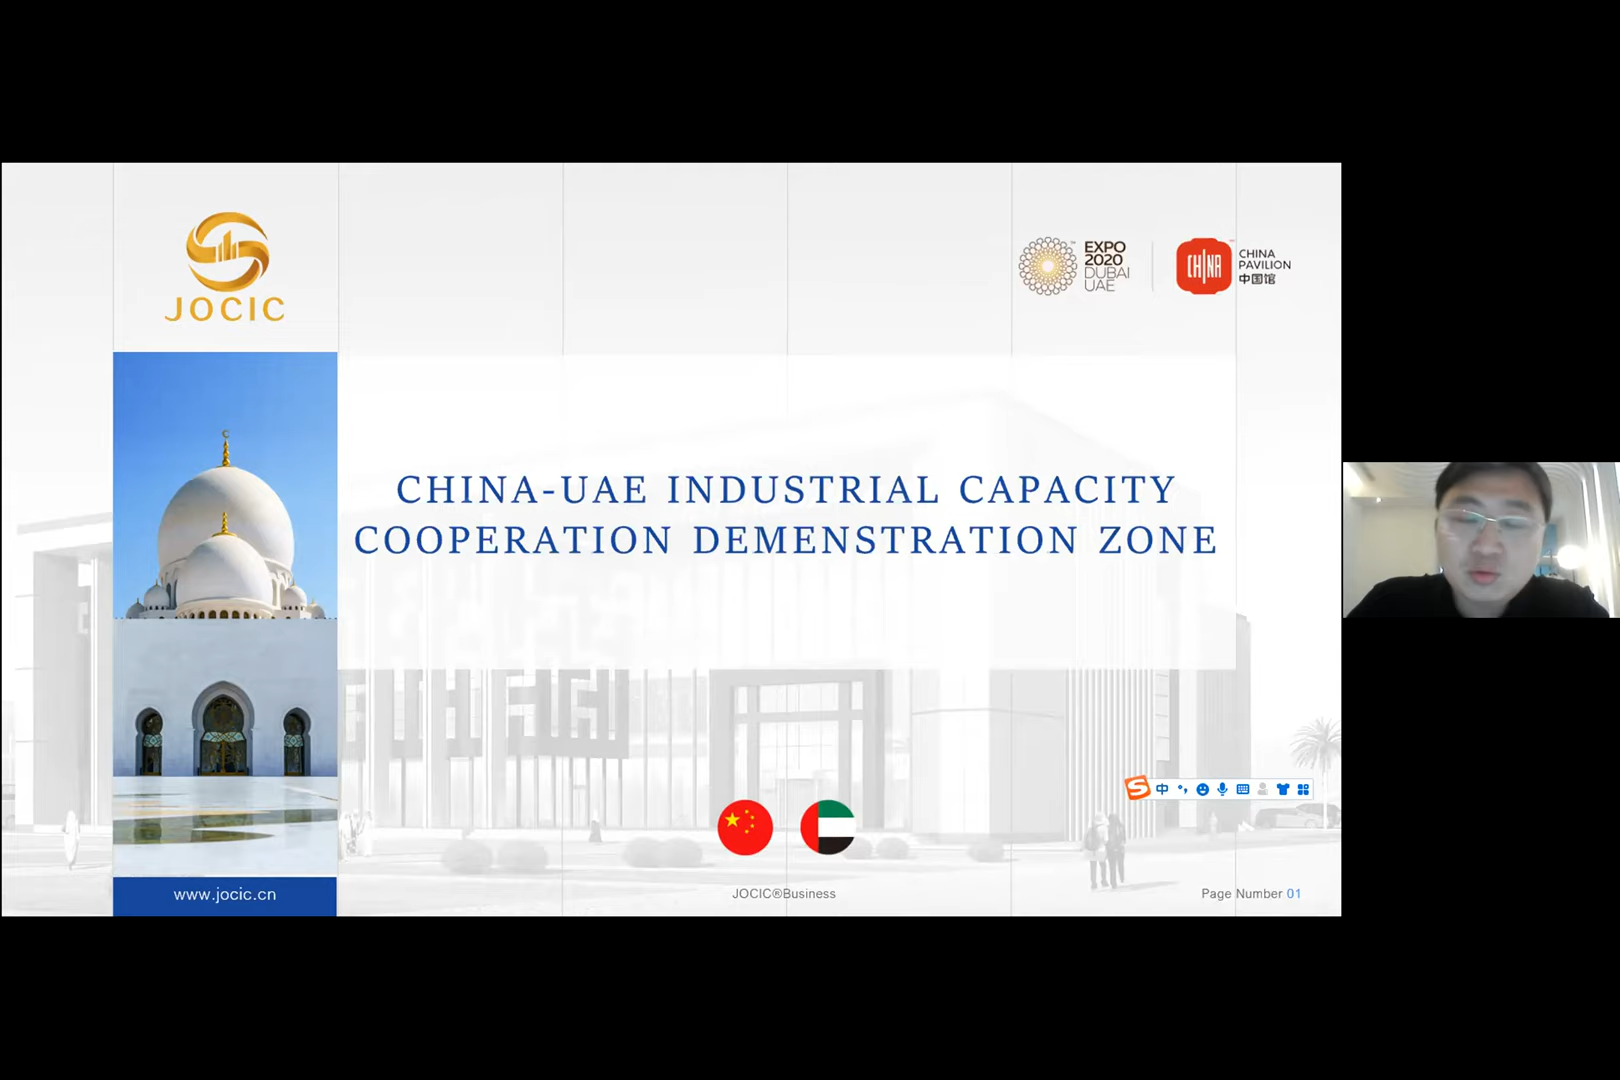 JOCIC
EXPO
2020
DUBAI
UAE
CHINA
CHINA
PAVILION
中国馆
CHINA-UAE INDUSTRIAL CAPACITY
COOPERATION DEMENSTRATION ZONE
中
www.jocic.cn
JOCIC®Business
Page Number 01